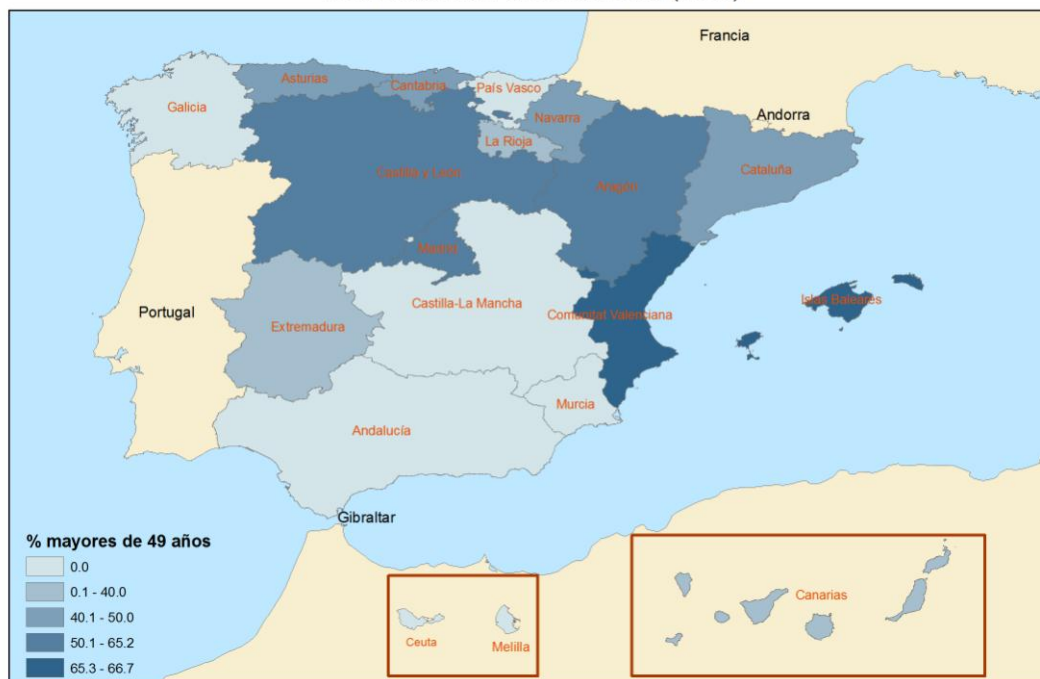 Francia
Asturias
Cantabria
País Vasco
Galicia
Navarra
Andorra
La Rioja
Castilla y León
Aragón
Cataluña
Madrid
Castilla-La Mancha
Islas Baleares
Portugal
Comunitat Valenciana
Extremadura
Murcia
Andalucía
Gibraltar
% mayores de 49 años
0.0
0.1 - 40.0
40.1 - 50.0
50.1 - 65.2
65.3 - 66.7
Ceuta
Melilla
Canarias